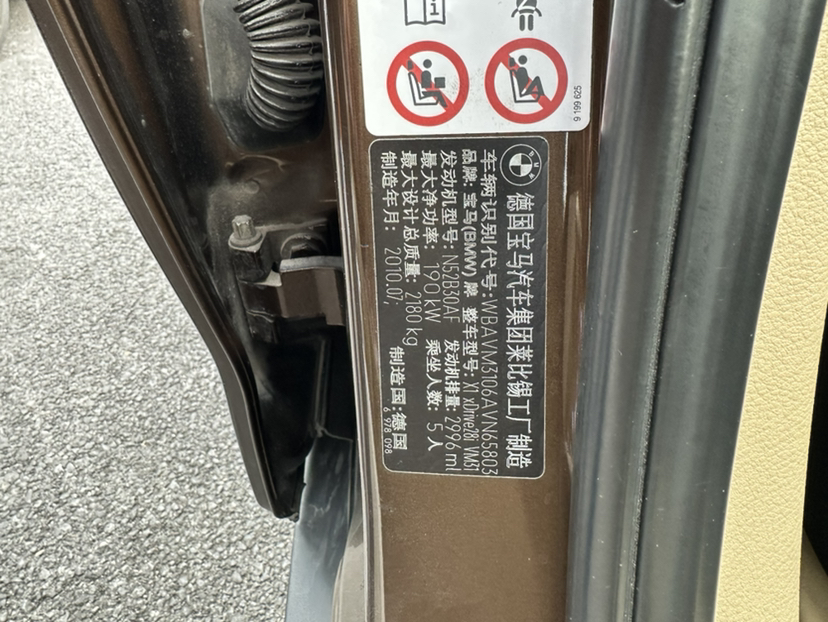 9 199 625
德国宝马汽车集团莱比锡工厂制造
车辆识别代号:WBAVM3106AVN65803
品牌: 宝马(BMW)牌 整车型号: X1 xDrive28i VM31
发动机型号: N52B30AF 发动机排量: 2996 ml
最大净功率: 190 kW 乘坐人数: 5 人
最大设计总质量: 2180 kg
制造年月: 2010.07; 制造国:德国
6 978 098